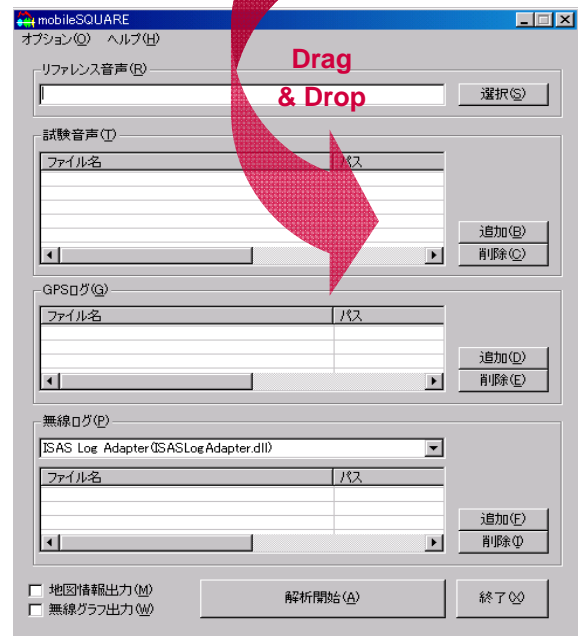 mobileSQUARE
オプション(O) ヘルプ(H)
リファレンス音声(R)
Drag
& Drop
選択(S)
試験音声(T)
ファイル名 パス
追加(B)
削除(C)
GPSログ(G)
ファイル名 パス
追加(D)
削除(E)
無線ログ(P)
ISAS Log Adapter(ISASLogAdapter.dll)
ファイル名 パス
追加(F)
削除(I)
地図情報出力(M)
無線グラフ出力(W)
解析開始(A)
終了(X)